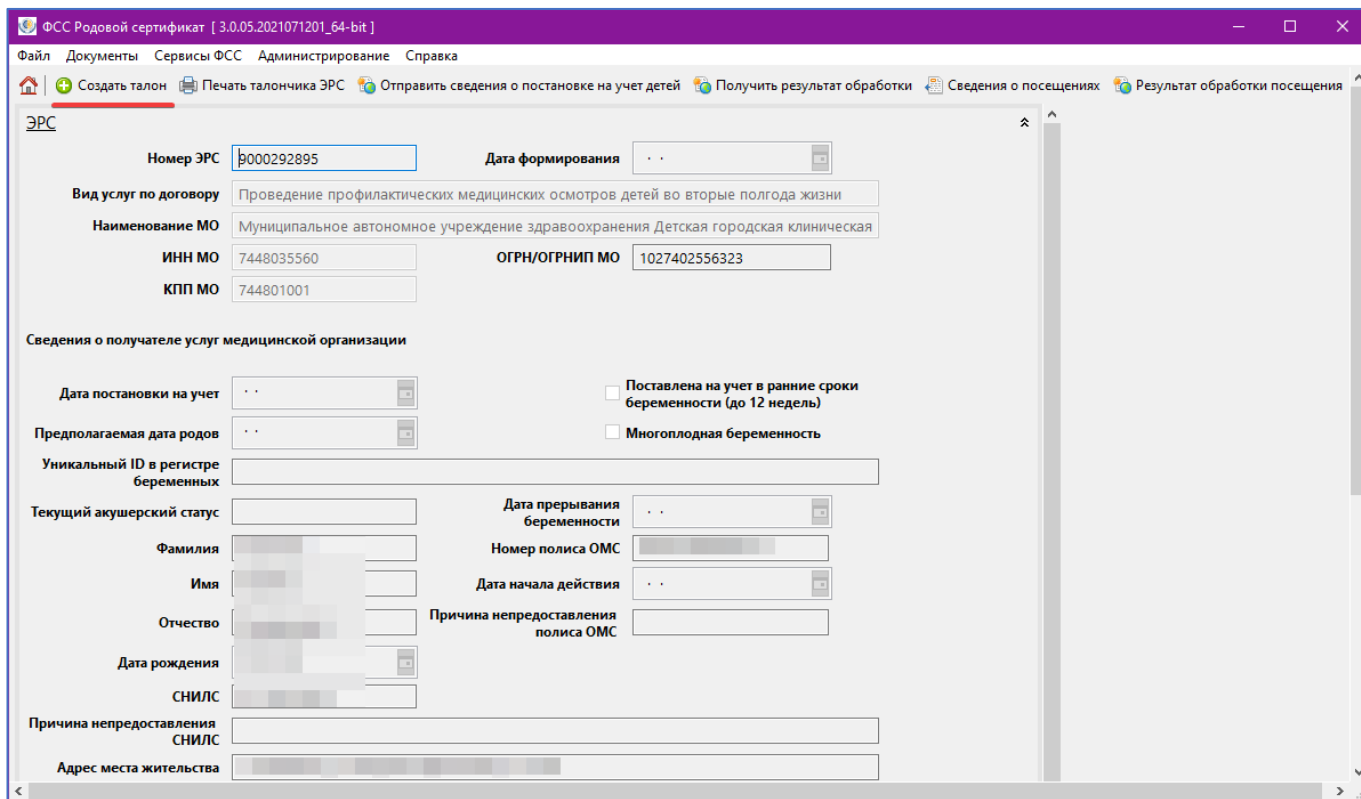 ФСС Родовой сертификат [ 3.0.05.2021071201_64-bit ]
Файл Документы Сервисы ФСС Администрирование Справка
Создать талон Печать талончика ЭРС Отправить сведения о постановке на учет детей Получить результат обработки Сведения о посещениях Результат обработки посещения
ЭРС
Номер ЭРС 9000292895 Дата формирования . .
Вид услуг по договору Проведение профилактических медицинских осмотров детей во вторые полгода жизни
Наименование МО Муниципальное автономное учреждение здравоохранения Детская городская клиническая
ИНН МО 7448035560 ОГРН/ОГРНИП МО 1027402556323
КПП МО 744801001
Сведения о получателе услуг медицинской организации
Дата постановки на учет . . Поставлена на учет в ранние сроки
беременности (до 12 недель)
Предполагаемая дата родов . . Многоплодная беременность
Уникальный ID в регистре
беременных
Текущий акушерский статус Дата прерывания
беременности . .
Фамилия Номер полиса ОМС
Имя Дата начала действия . .
Отчество Причина непредоставления
полиса ОМС
Дата рождения
СНИЛС
Причина непредоставления
СНИЛС
Адрес места жительства